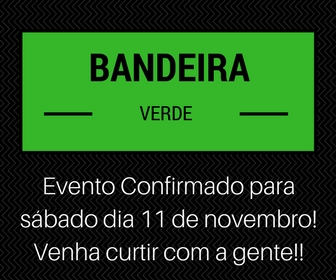 BANDEIRA
VERDE
Evento Confirmado para
sábado dia 11 de novembro!
Venha curtir com a gente!!